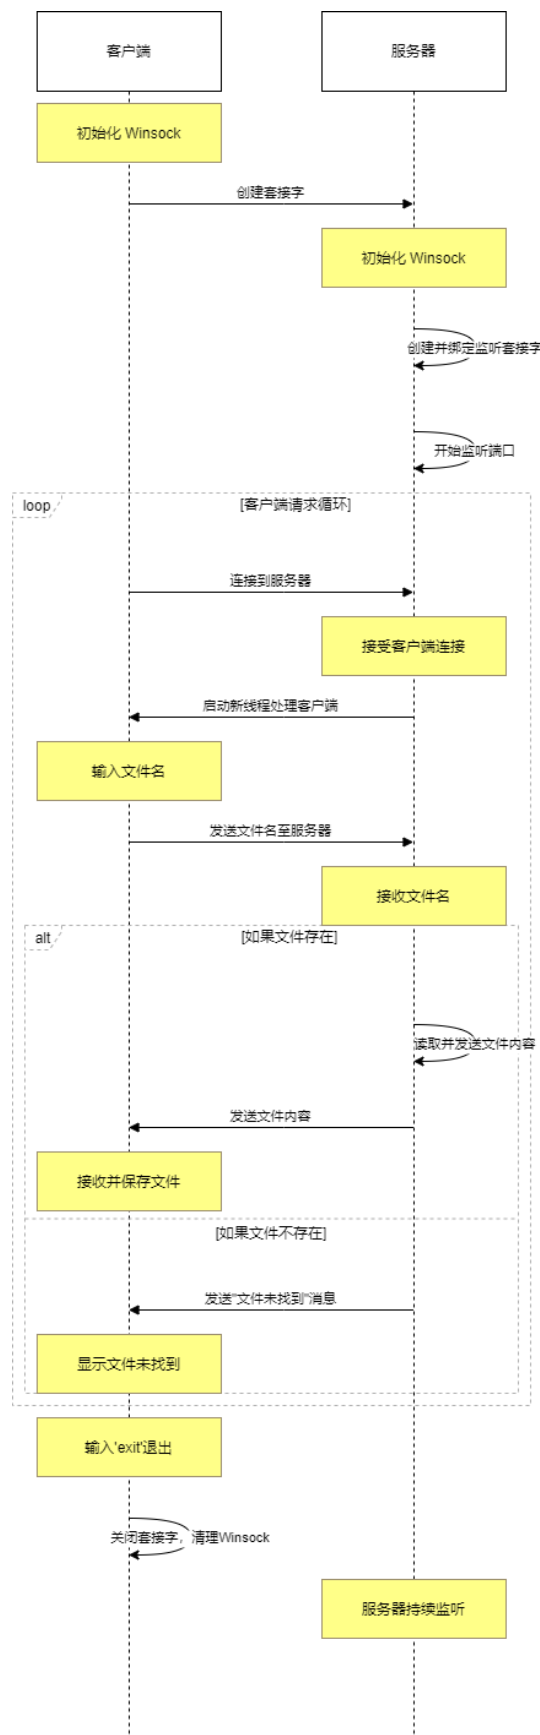 客户端
服务器
初始化 Winsock
创建套接字
初始化 Winsock
创建并绑定监听套接字
开始监听端口
loop
[客户端请求循环]
连接到服务器
接受客户端连接
启动新线程处理客户端
输入文件名
发送文件名至服务器
接收文件名
alt
[如果文件存在]
读取并发送文件内容
发送文件内容
接收并保存文件
[如果文件不存在]
发送"文件未找到"消息
显示文件未找到
输入'exit'退出
关闭套接字，清理Winsock
服务器持续监听